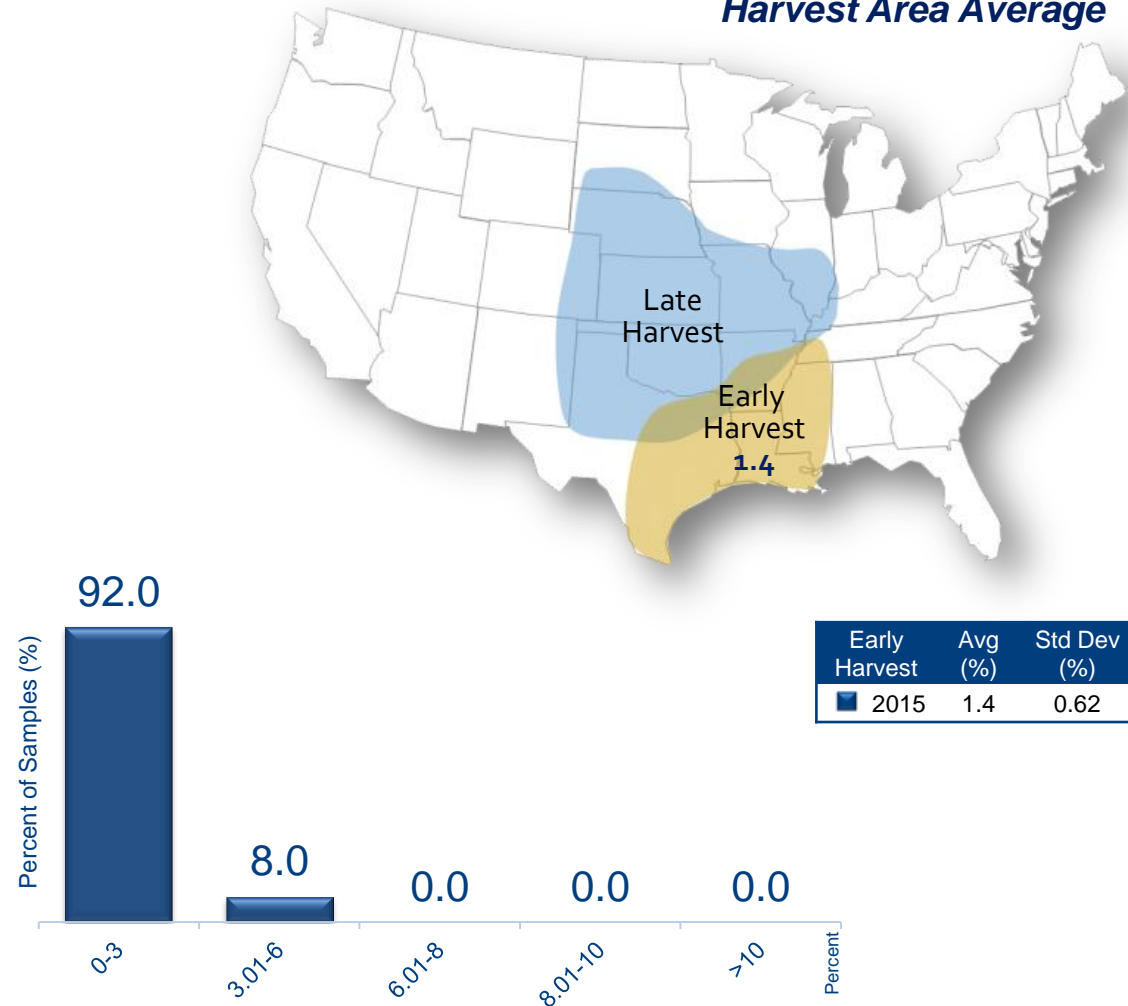 Harvest Area Average
Late
Harvest
Early
Harvest
1.4
92.0
8.0
0.0
0.0
0.0
Percent of Samples (%)
0-3
3.01-6
6.01-8
8.01-10
>10
Percent
Early Harvest Avg (%) Std Dev (%)
2015 1.4 0.62